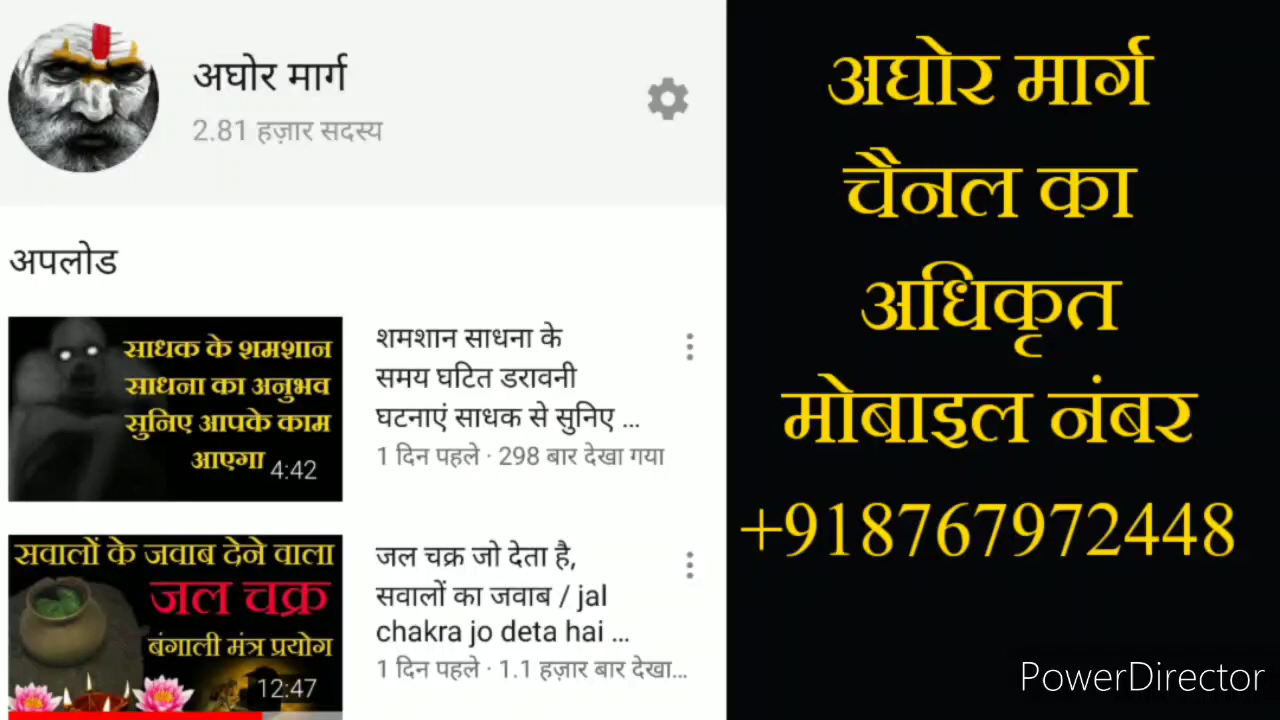 अघोर मार्ग
2.81 हज़ार सदस्य
अपलोड
साधक के शमशान
साधना का अनुभव
सुनिए आपके काम
आएगा
4:42
शमशान साधना के
समय घटित डरावनी
घटनाएं साधक से सुनिए ...
1 दिन पहले · 298 बार देखा गया
सवालों के जवाब देने वाला
जल चक्र
बंगाली मंत्र प्रयोग
12:47
जल चक्र जो देता है,
सवालों का जवाब / jal
chakra jo deta hai ...
1 दिन पहले · 1.1 हज़ार बार देखा...
अघोर मार्ग
चैनल का
अधिकृत
मोबाइल नंबर
+918767972448
PowerDirector